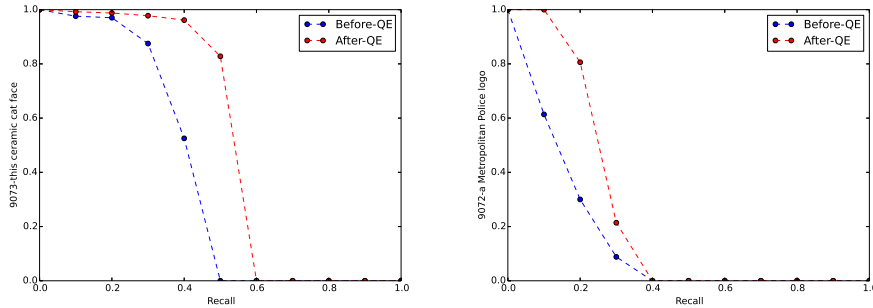 9073-this ceramic cat face
1.0
0.8
0.6
0.4
0.2
0.0
0.0 0.2 0.4 0.6 0.8 1.0
Recall
Before-QE
After-QE
9072-a Metropolitan Police logo
1.0
0.8
0.6
0.4
0.2
0.0
0.0 0.2 0.4 0.6 0.8 1.0
Recall
Before-QE
After-QE